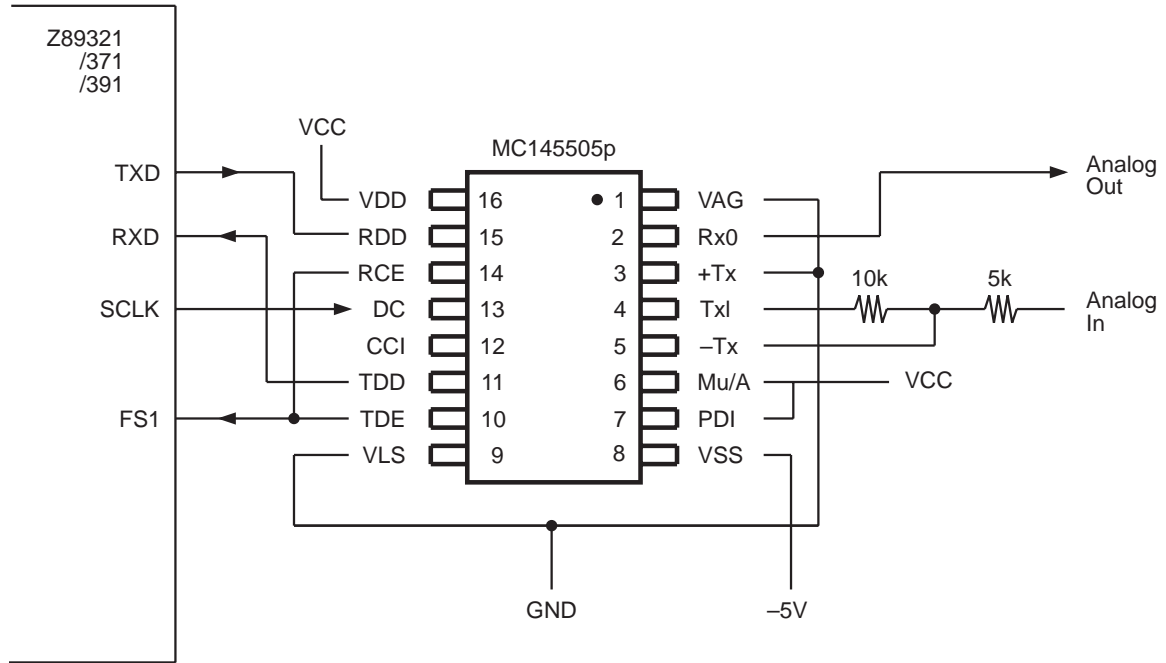 Z89321
/371
/391
VCC
MC145505p
TXD
RXD
SCLK
FS1
VDD 16
RDD 15
RCE 14
DC 13
CCI 12
TDD 11
TDE 10
VLS 9
1 VAG
2 Rx0
3 +Tx
4 TxI
5 –Tx
6 Mu/A
7 PDI
8 VSS
Analog
Out
10k
5k
Analog
In
VCC
GND
–5V